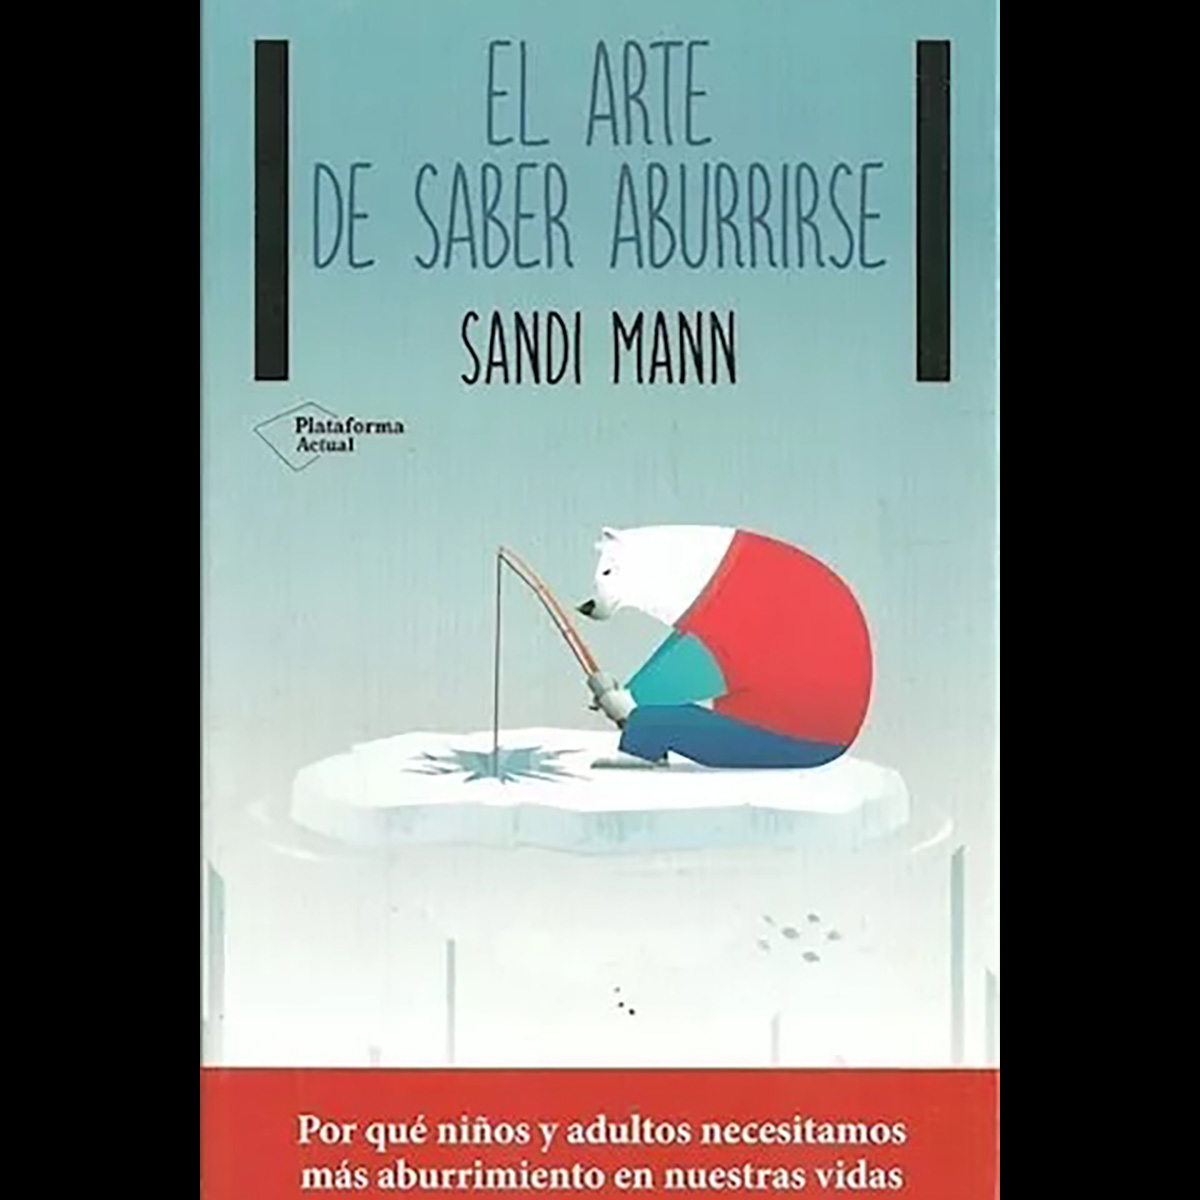 EL ARTE
DE SABER ABURRIRSE
SANDI MANN
Plataforma
Actual
Por qué niños y adultos necesitamos
más aburrimiento en nuestras vidas